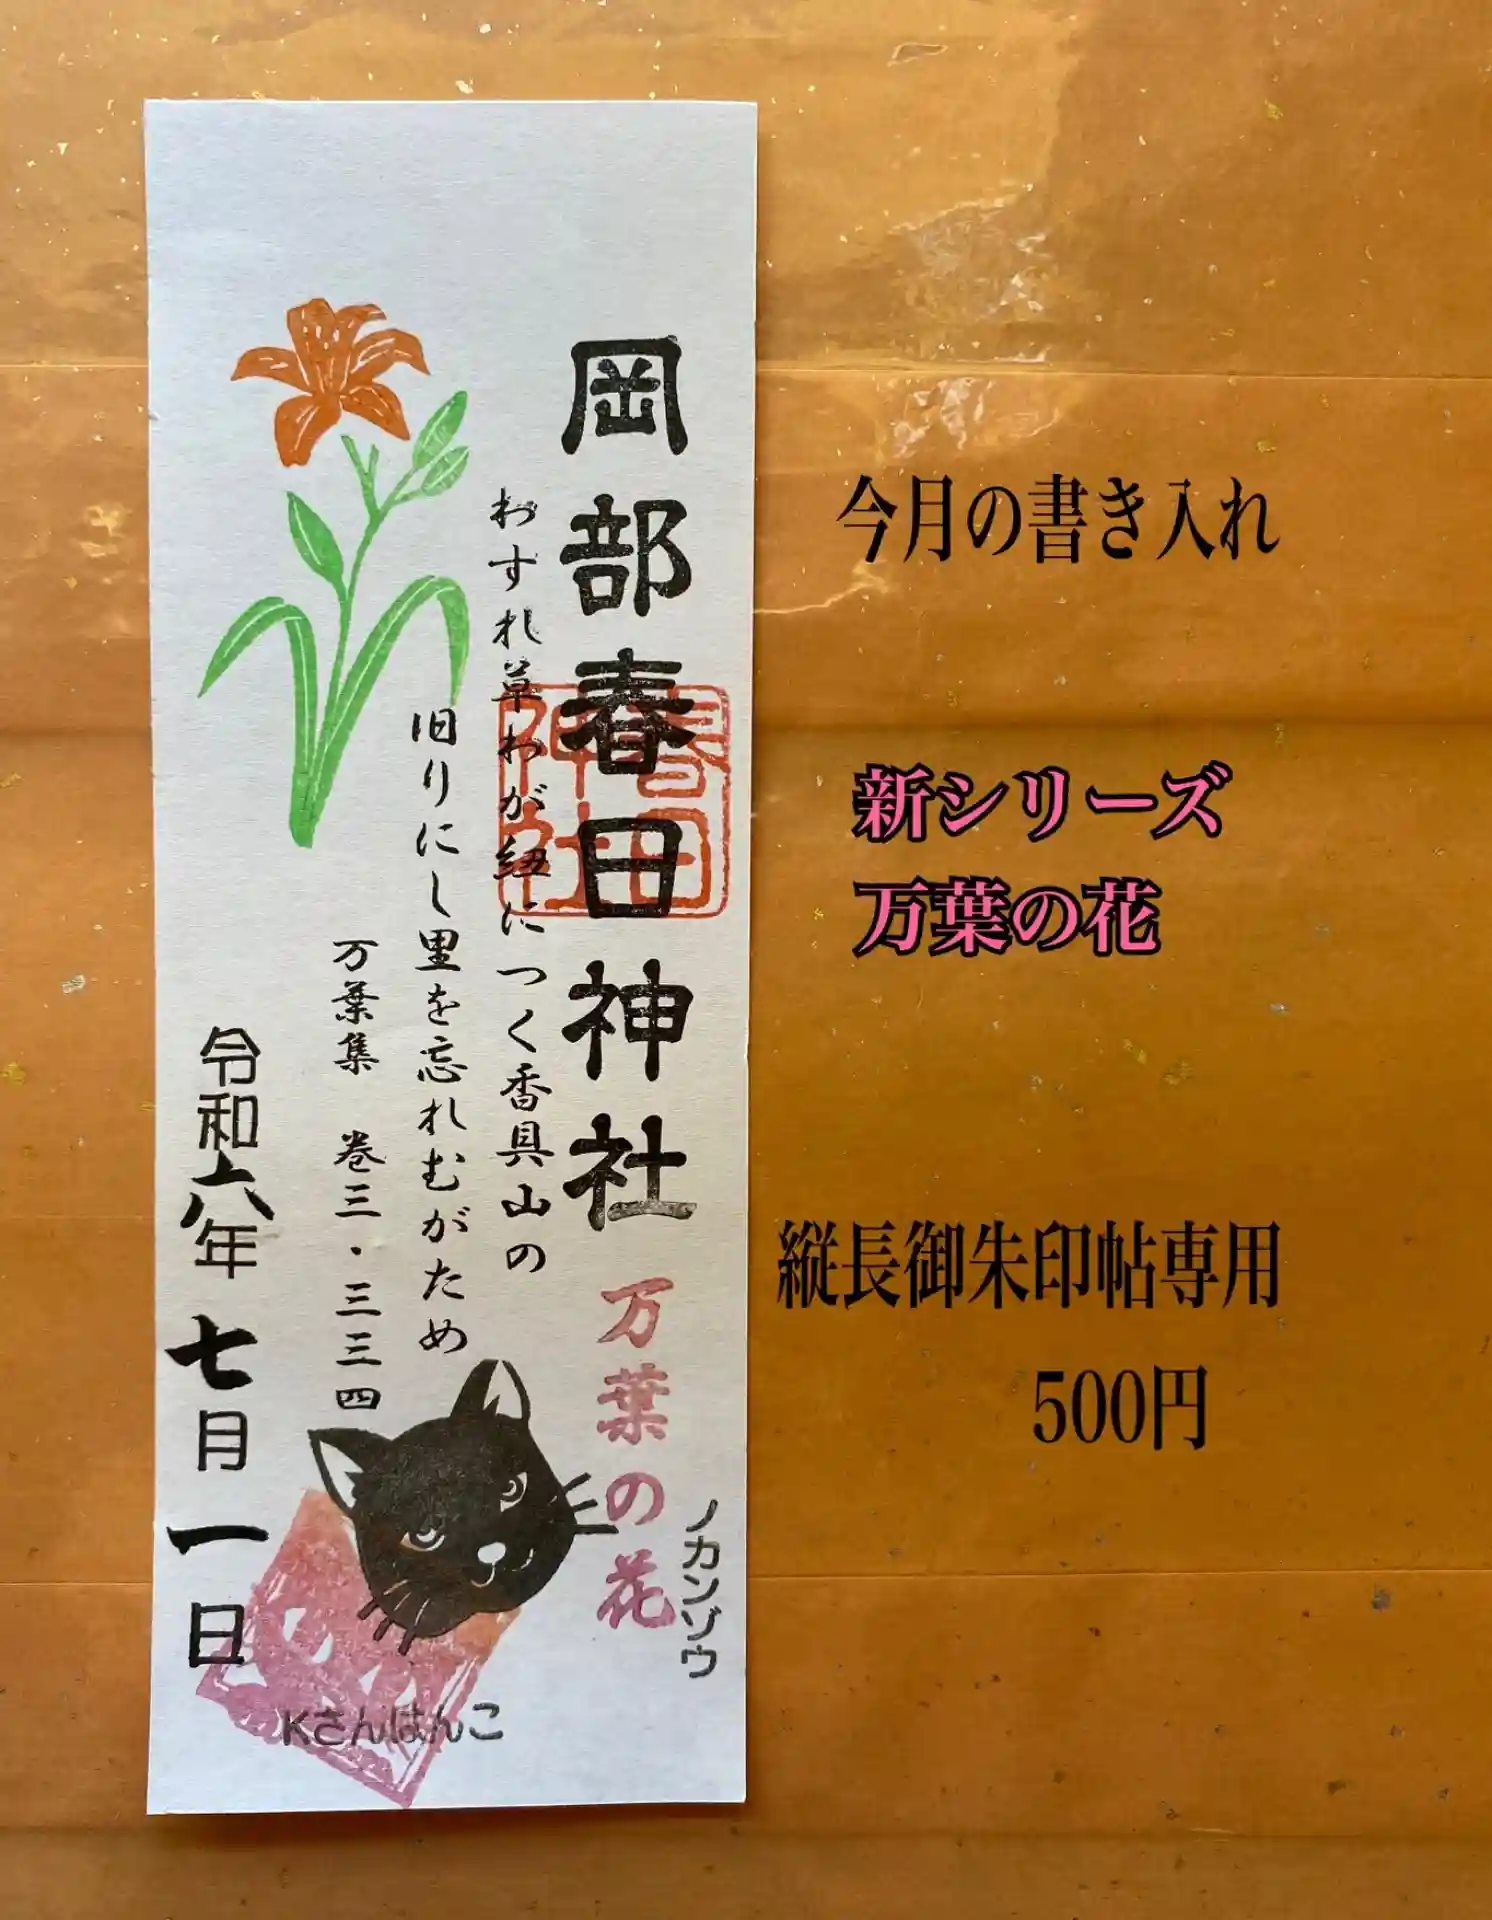 岡部春日神社
わすれ草わが紐につく香具山の
旧りにし里を忘れむがため
万葉集 巻三・三三四
令和六年七月一日
万葉の花
ノカンゾウ
Kさんはんこ
春日
神社
今月の書き入れ
新シリーズ
万葉の花
縦長御朱印帖専用
500円